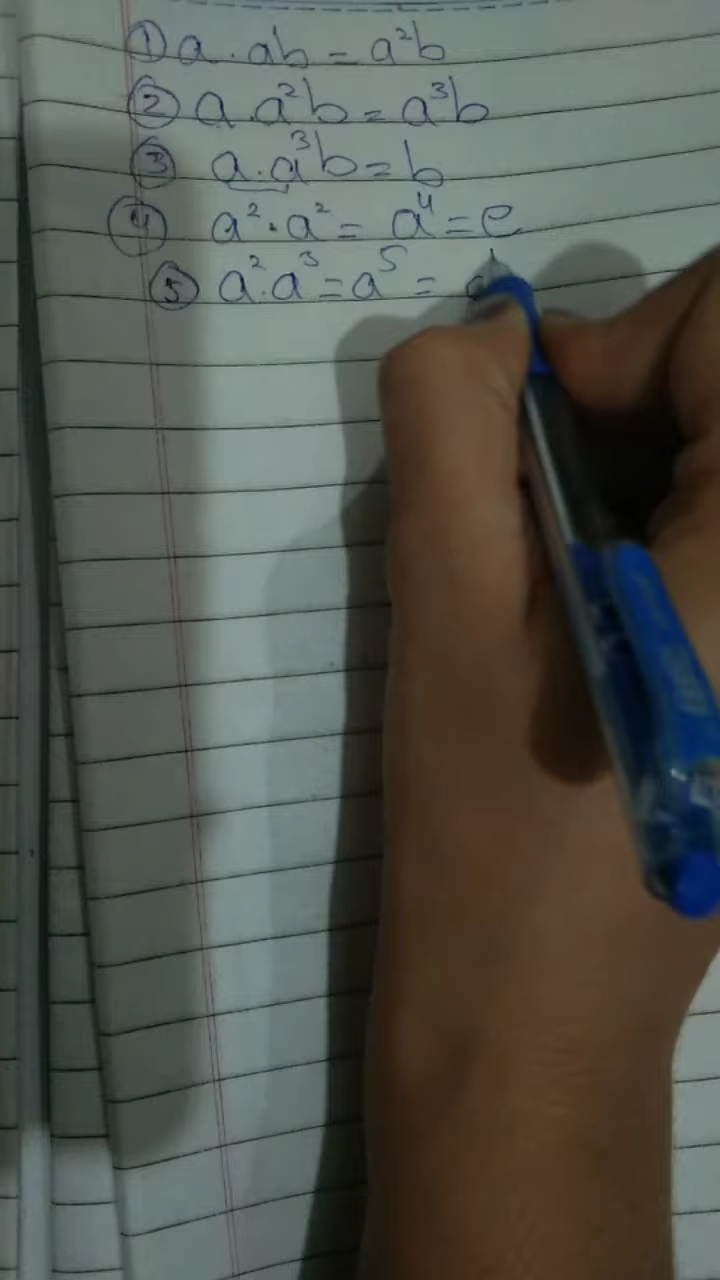 ① a . ab = a²b
② a . a²b = a³b
③ a . a³b = b
④ a² . a² = a⁴ = e
⑤ a² . a³ = a⁵ =